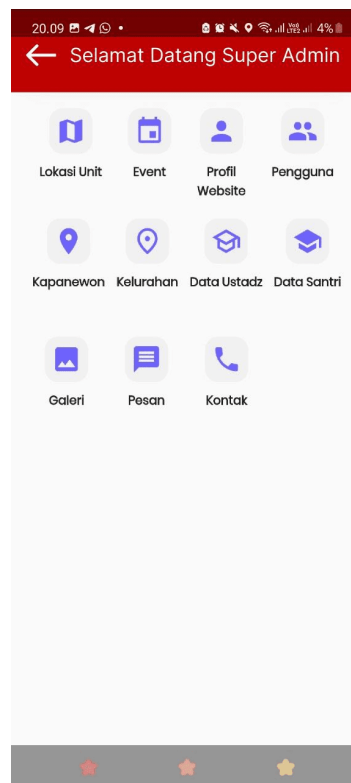 20.09 4%
Selamat Datang Super Admin
Lokasi Unit Event Profil Website Pengguna
Kapanewon Kelurahan Data Ustadz Data Santri
Galeri Pesan Kontak